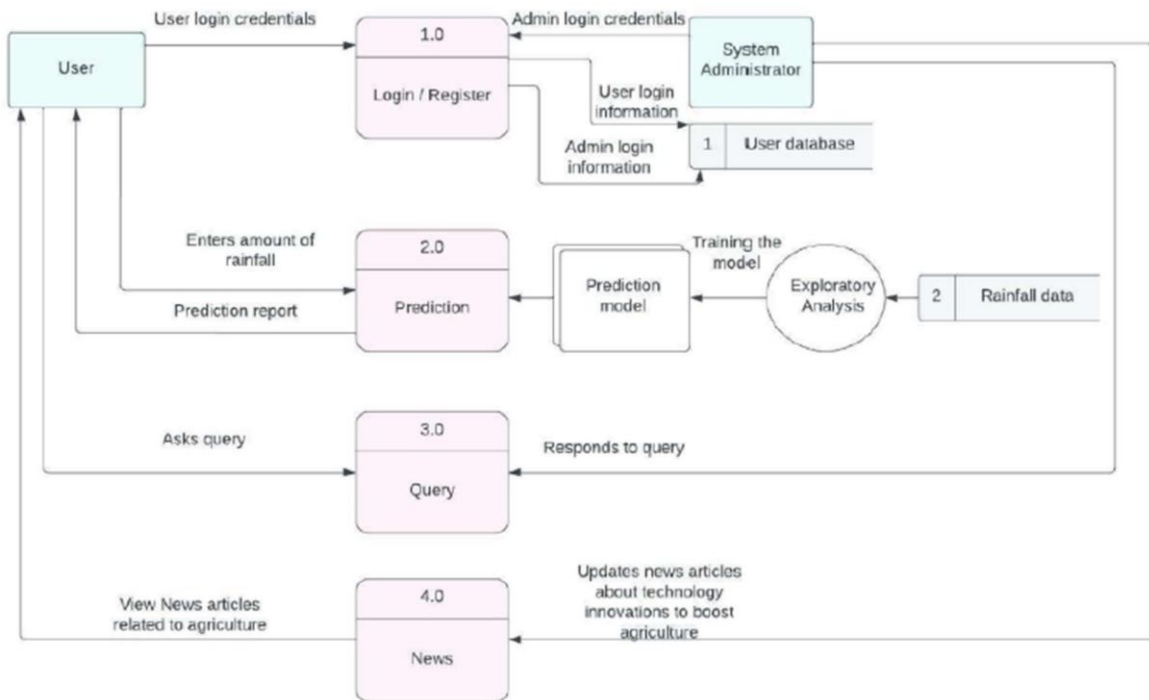 User login credentials
Admin login credentials
1.0
User
System
Administrator
Login / Register
User login
information
1
User database
Admin login
information
Enters amount of
rainfall
2.0
Training the
model
Prediction report
Prediction
Prediction
model
Exploratory
Analysis
2
Rainfall data
3.0
Asks query
Responds to query
Query
4.0
Updates news articles
about technology
innovations to boost
agriculture
View News articles
related to agriculture
News